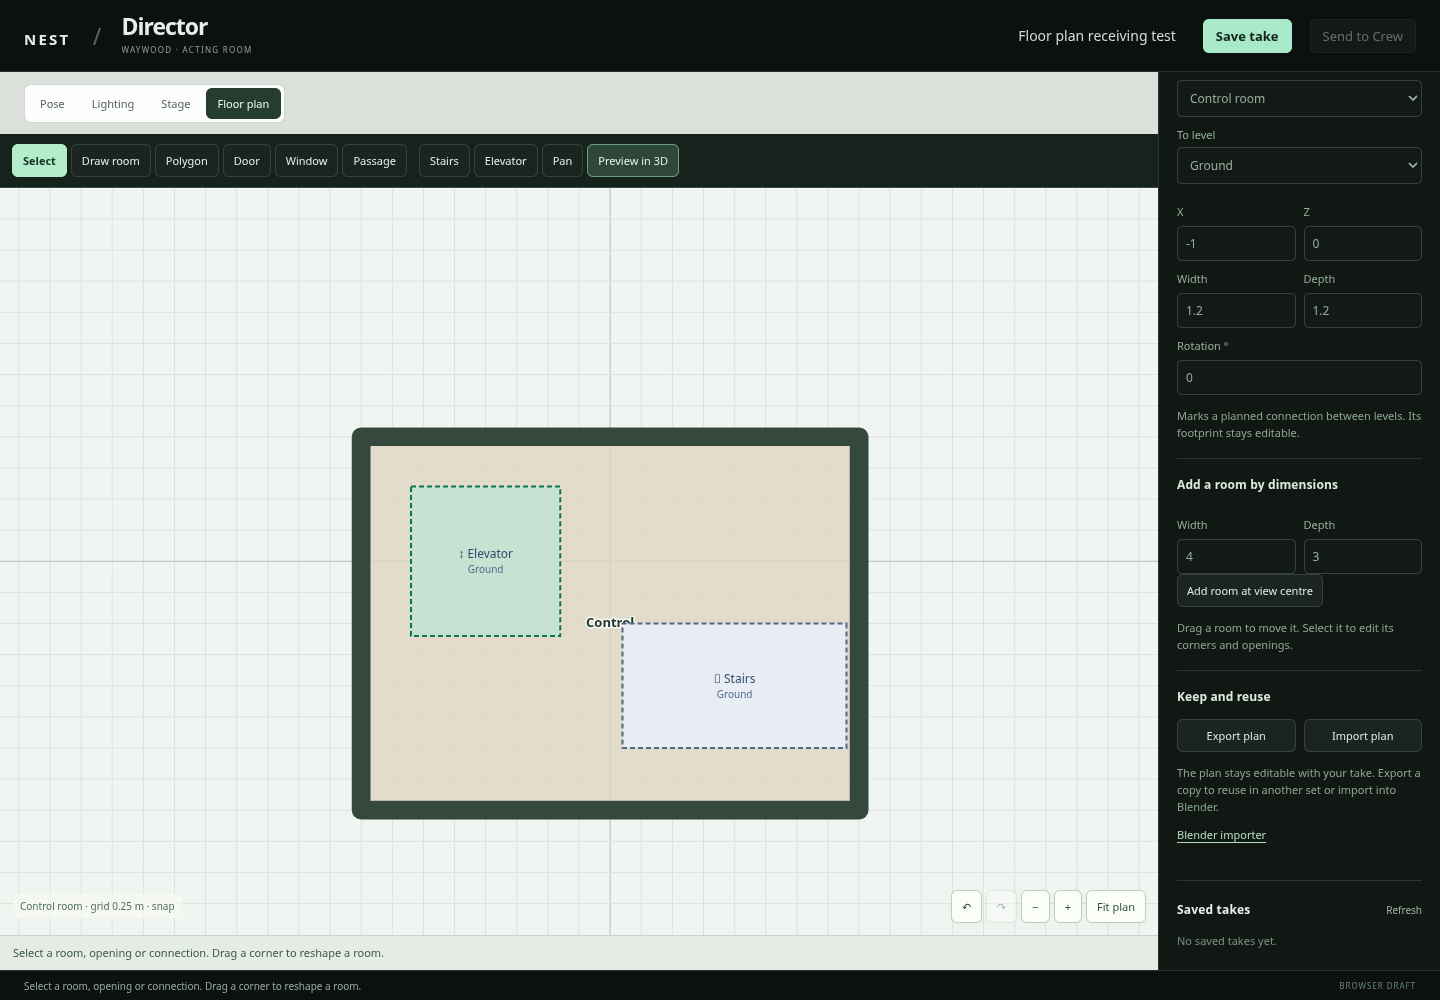 NEST / Director
WAYWOOD · ACTING ROOM
Floor plan receiving test
Save take
Send to Crew
Pose
Lighting
Stage
Floor plan
Select
Draw room
Polygon
Door
Window
Passage
Stairs
Elevator
Pan
Preview in 3D
↕ Elevator
Ground
Control
Stairs
Ground
Control room · grid 0.25 m · snap
↶
↷
−
+
Fit plan
Select a room, opening or connection. Drag a corner to reshape a room.
Control room
To level
Ground
X
Z
-1
0
Width
Depth
1.2
1.2
Rotation °
0
Marks a planned connection between levels. Its
footprint stays editable.
Add a room by dimensions
Width
Depth
4
3
Add room at view centre
Drag a room to move it. Select it to edit its
corners and openings.
Keep and reuse
Export plan
Import plan
The plan stays editable with your take. Export a
copy to reuse in another set or import into
Blender.
Blender importer
Saved takes
Refresh
No saved takes yet.
Select a room, opening or connection. Drag a corner to reshape a room.
BROWSER DRAFT